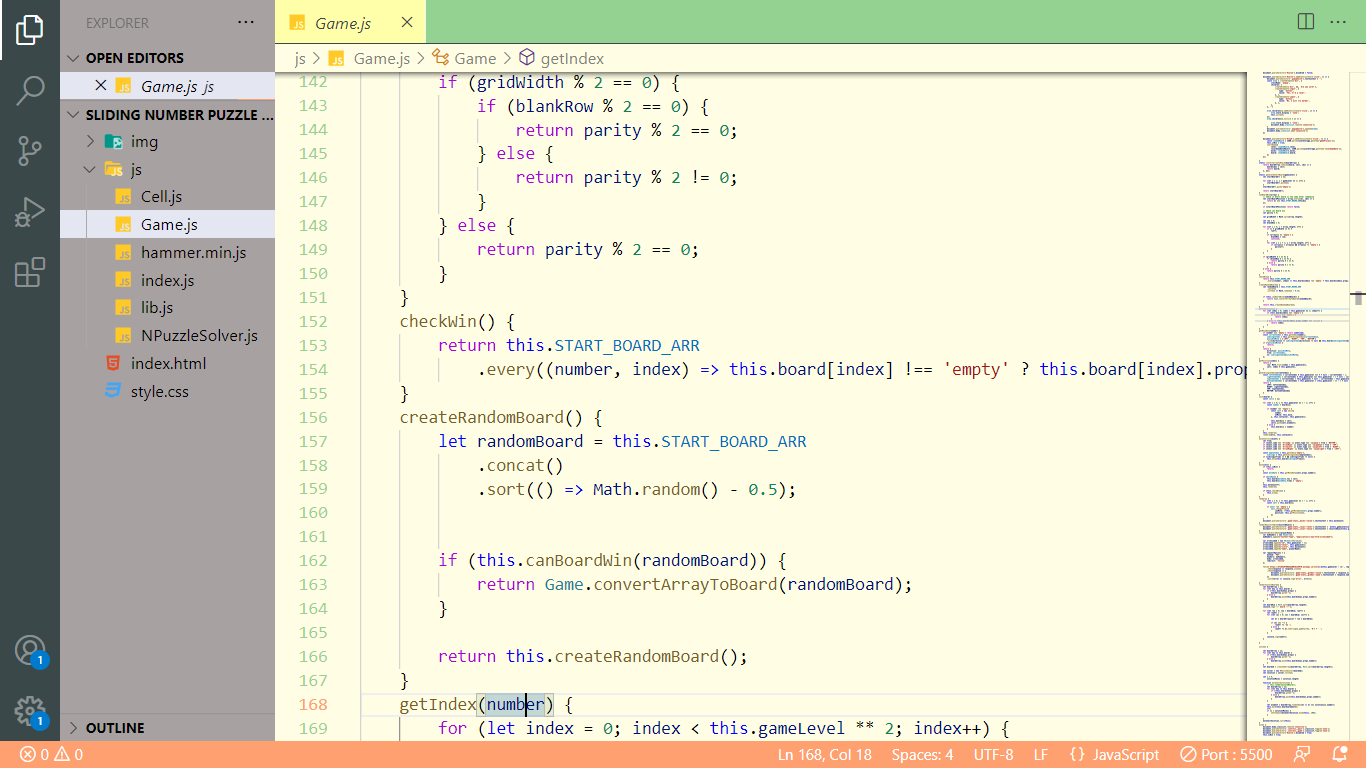 EXPLORER ...
OPEN EDITORS
Game.js js
SLIDING NUMBER PUZZLE ...
img
js
Cell.js
Game.js
hammer.min.js
index.js
lib.js
NPuzzleSolver.js
index.html
style.css
OUTLINE
1
1
Game.js
js > Game.js > Game > getIndex
142 if (gridWidth % 2 == 0) {
143 if (blankRow % 2 == 0) {
144 return parity % 2 == 0;
145 } else {
146 return parity % 2 != 0;
147 }
148 } else {
149 return parity % 2 == 0;
150 }
151 }
152 checkWin() {
153 return this.START_BOARD_ARR
154 .every((number, index) => this.board[index] !== 'empty' ? this.board[index].prop
155 }
156 createRandomBoard() {
157 let randomBoard = this.START_BOARD_ARR
158 .concat()
159 .sort(() => Math.random() - 0.5);
160
161
162 if (this.canBoardWin(randomBoard)) {
163 return Game.convertArrayToBoard(randomBoard);
164 }
165
166 return this.createRandomBoard();
167 }
168 getIndex(number) {
169 for (let index = 0; index < this.gameLevel ** 2; index++) {
0 0 Ln 168, Col 18 Spaces: 4 UTF-8 LF {} JavaScript Port : 5500